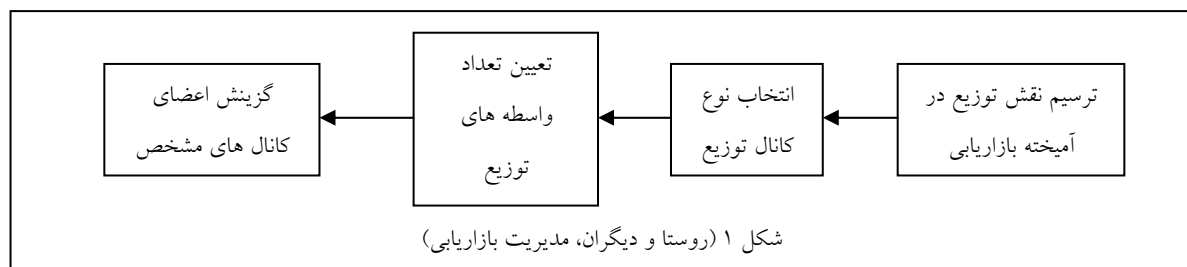 ترسیم نقش توزیع در
آمیخته بازاریابی
انتخاب نوع
کانال توزیع
تعیین تعداد
واسطه های
توزیع
گزینش اعضای
کانال های مشخص
شکل ۱ (روستا و دیگران، مدیریت بازاریابی)